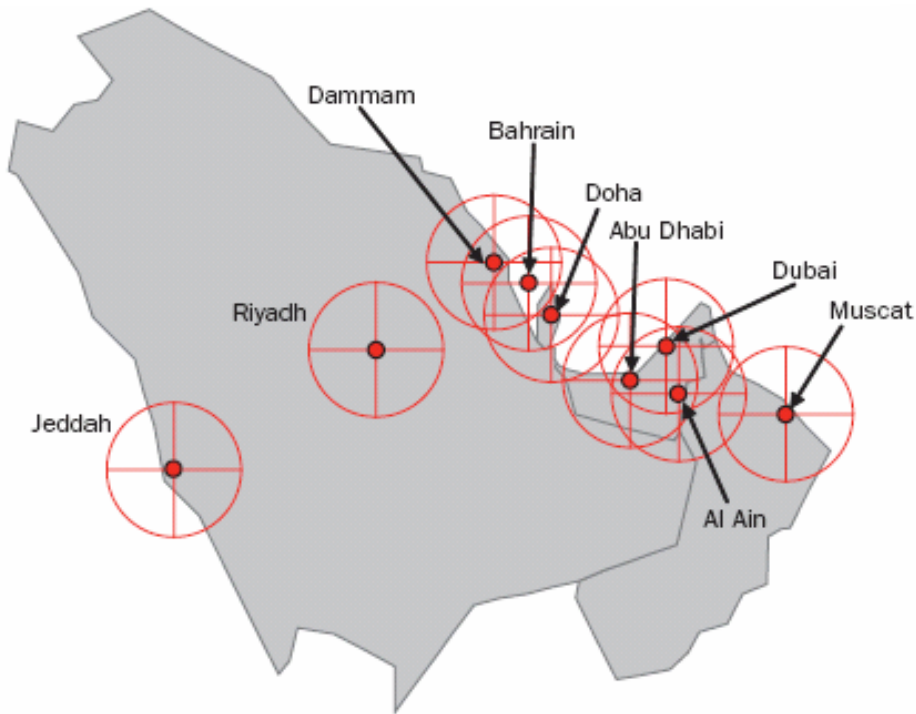 Dammam
Bahrain
Doha
Abu Dhabi
Dubai
Riyadh
Muscat
Jeddah
Al Ain